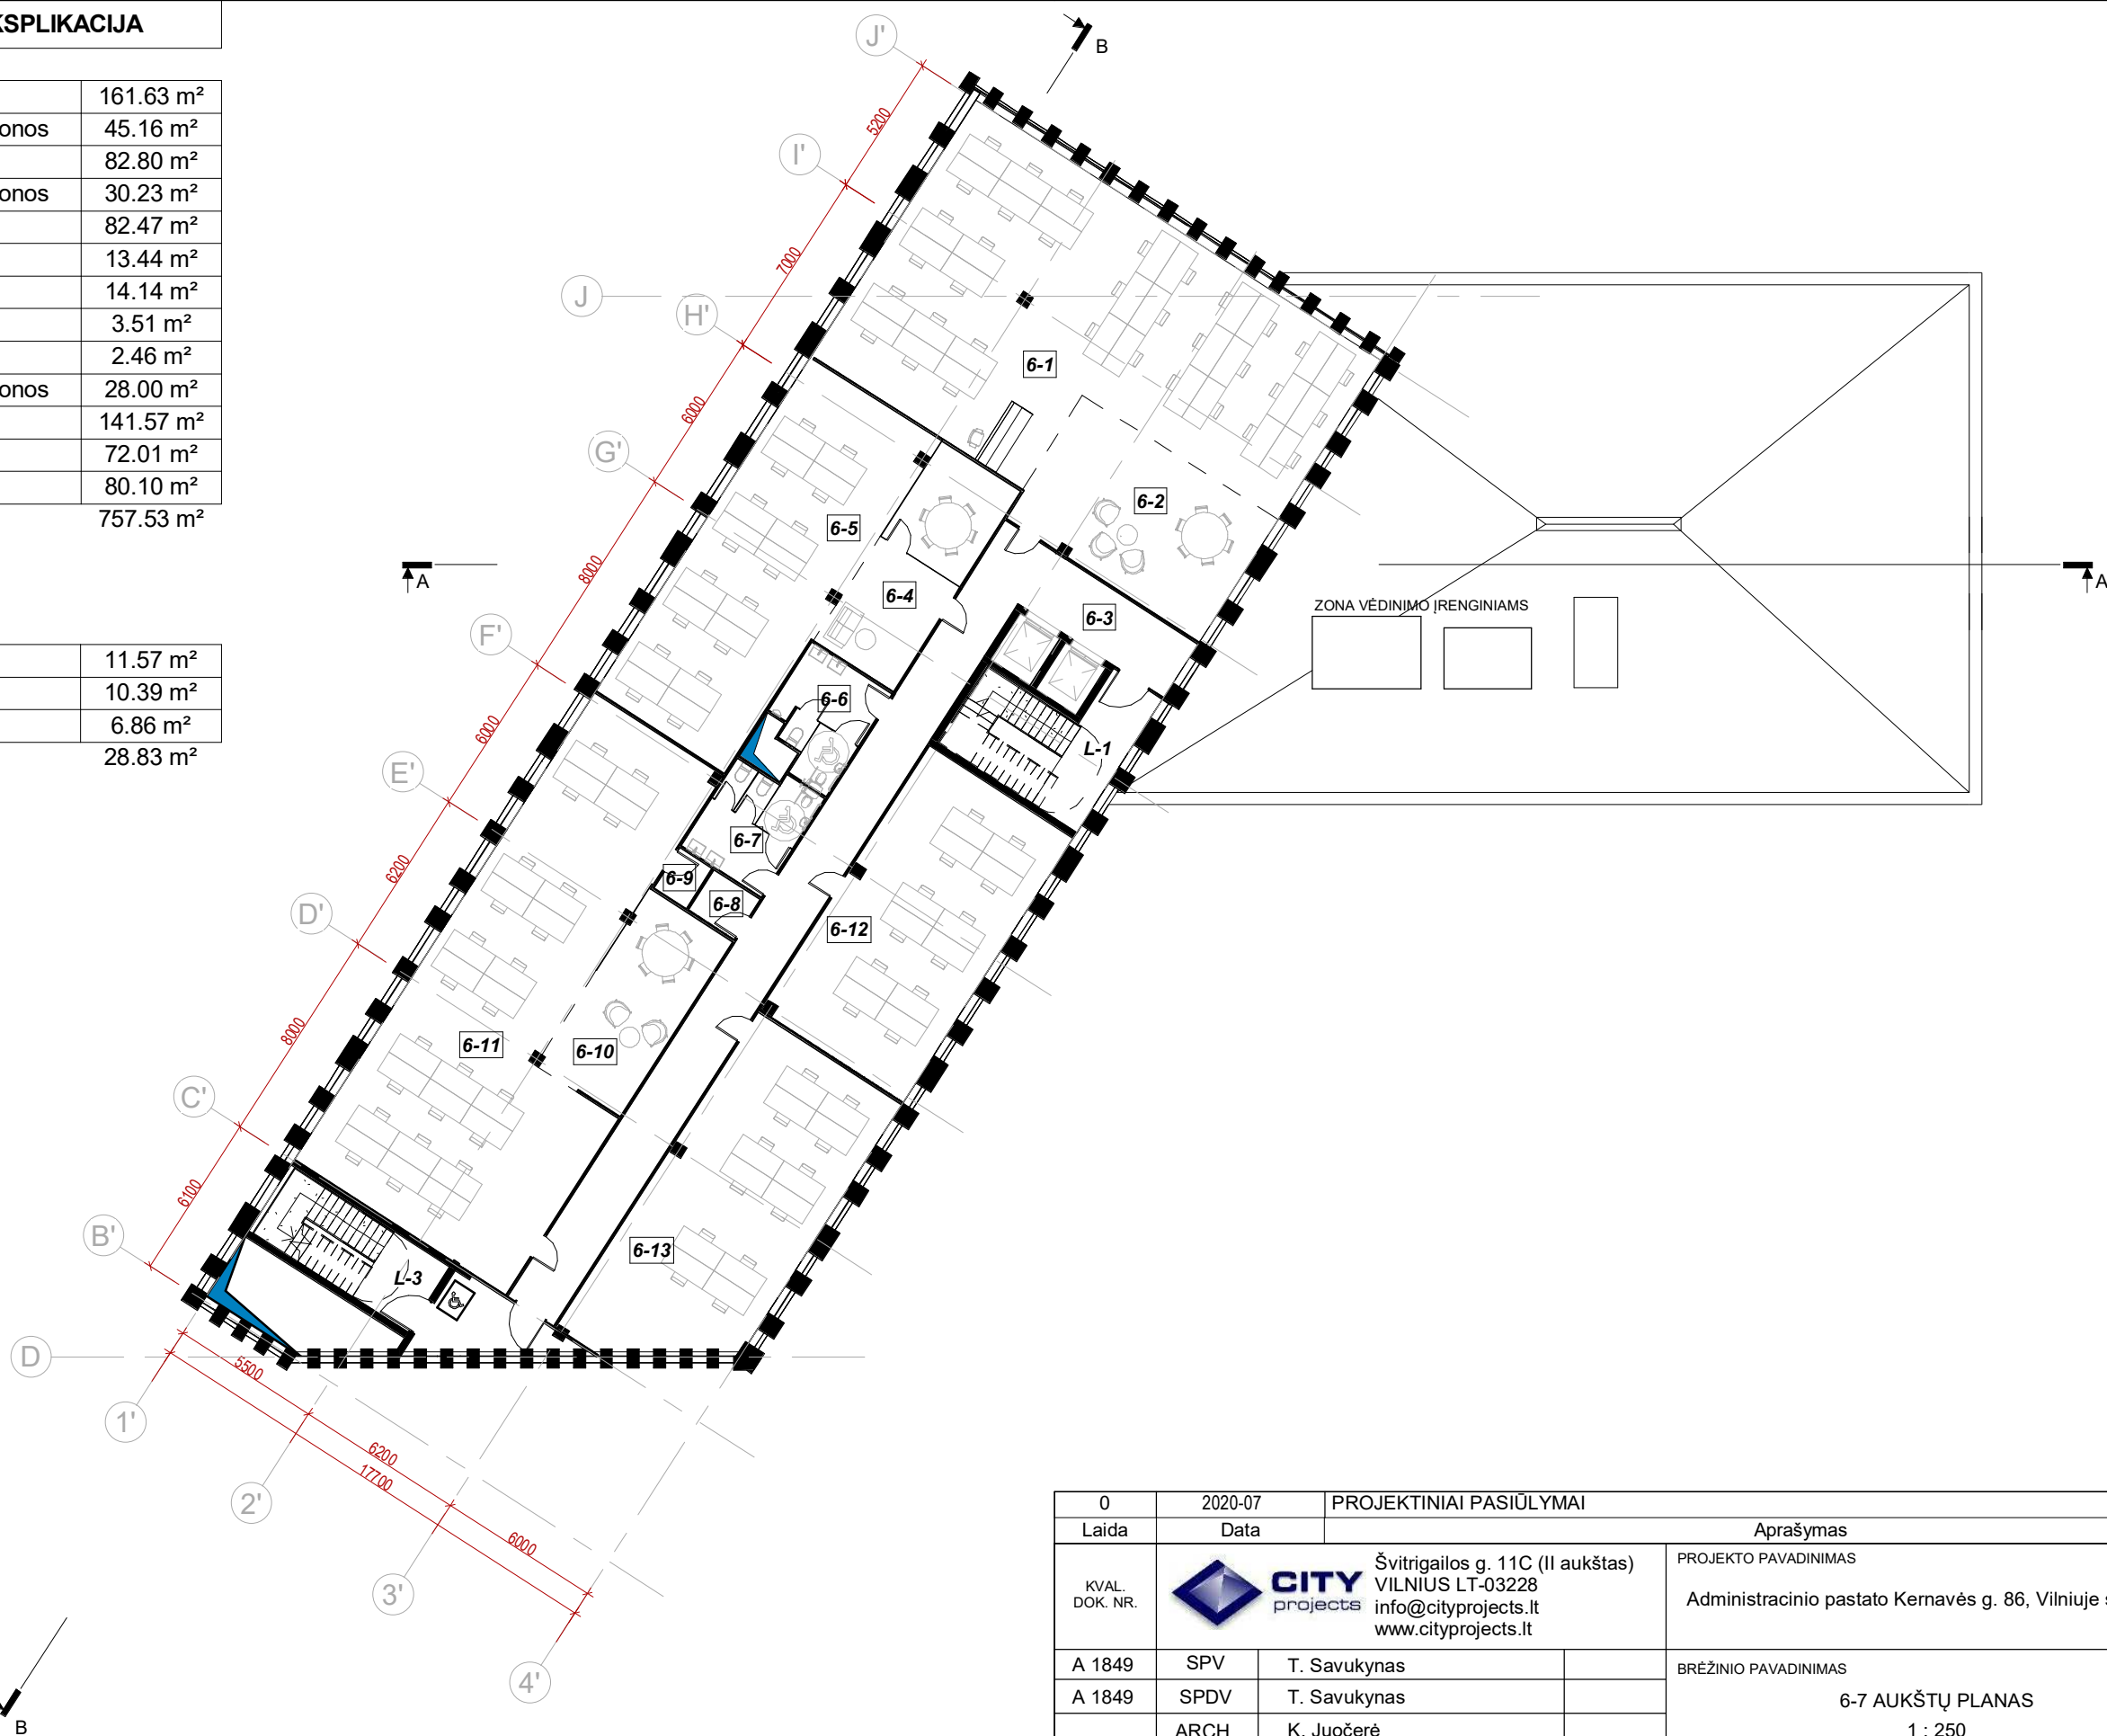 KSPLIKACIJA
161.63 m²
onos 45.16 m²
82.80 m²
onos 30.23 m²
82.47 m²
13.44 m²
14.14 m²
3.51 m²
2.46 m²
onos 28.00 m²
141.57 m²
72.01 m²
80.10 m²
757.53 m²
11.57 m²
10.39 m²
6.86 m²
28.83 m²
J'
B
5200
I'
7000
J
H'
6-1
6000
G'
6-2
6-5
8000
A
A
6-4
ZONA VĖDINIMO ĮRENGINIAMS
6-3
F'
6-6
6000
L-1
E'
6-7
6200
6-9
6-8
D'
6-12
8000
6-11
6-10
C'
6100
B'
6-13
L-3
D
5500
1'
6200
17700
2'
6000
3'
4'
B
0 2020-07 PROJEKTINIAI PASIŪLYMAI
Laida Data Aprašymas
KVAL.
DOK. NR.
CITY
projects
Švitrigailos g. 11C (II aukštas)
VILNIUS LT-03228
info@cityprojects.lt
www.cityprojects.lt
PROJEKTO PAVADINIMAS
Administracinio pastato Kernavės g. 86, Vilniuje
A 1849 SPV T. Savukynas
A 1849 SPDV T. Savukynas
ARCH K. Juočerė
BRĖŽINIO PAVADINIMAS
6-7 AUKŠTŲ PLANAS
1 : 250